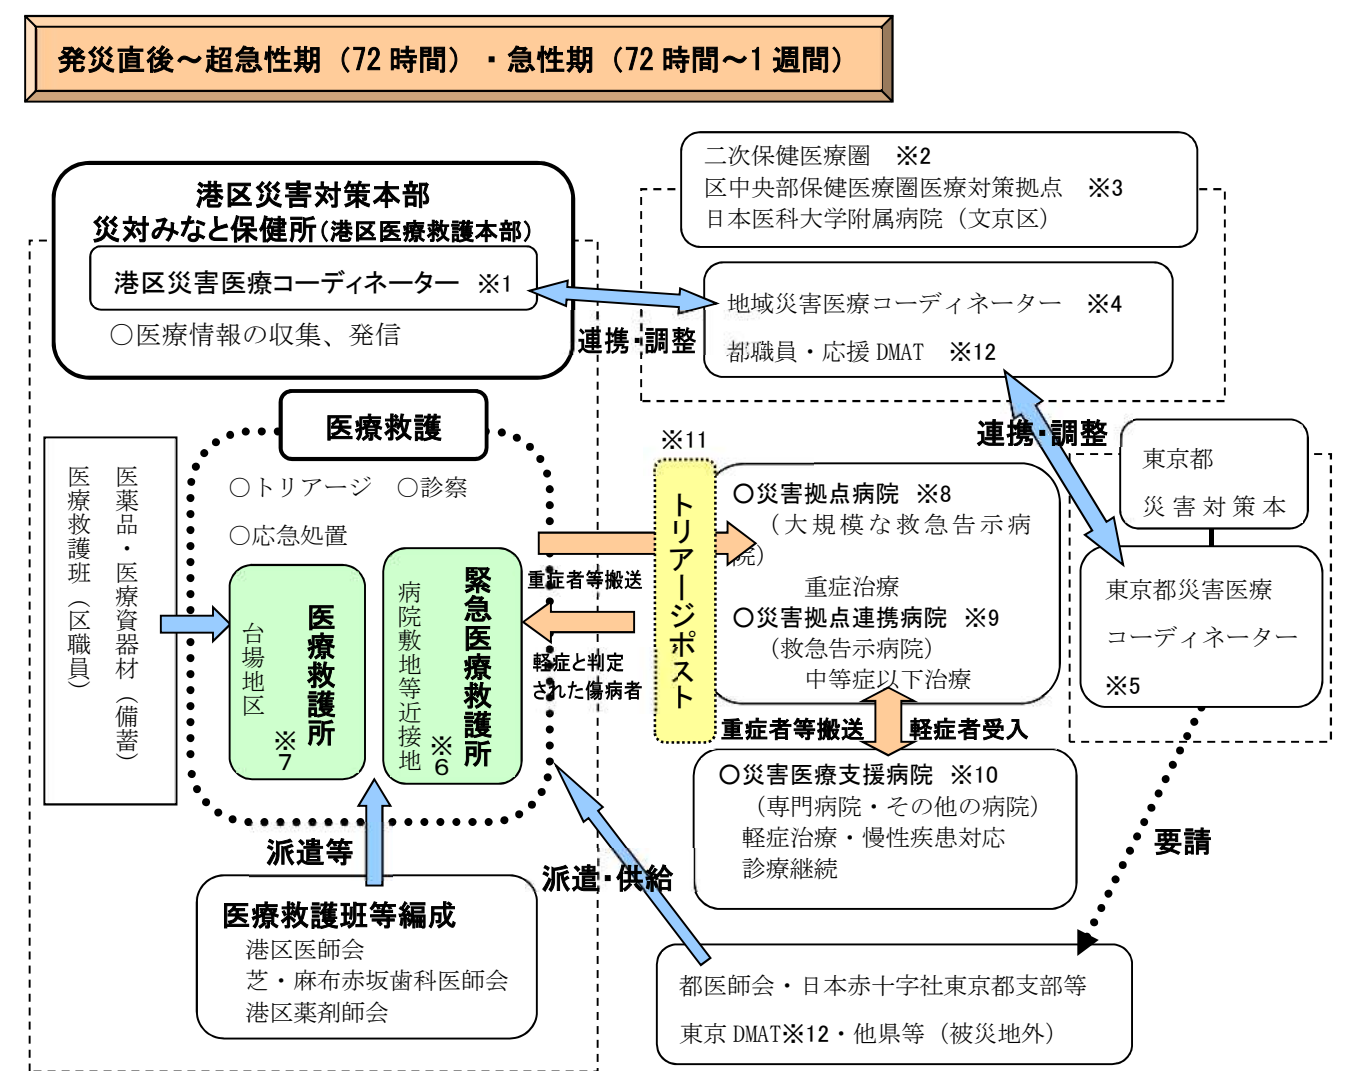 発災直後～超急性期（72時間）・急性期（72時間～1週間）
港区災害対策本部
災対みなと保健所（港区医療救護本部）
港区災害医療コーディネーター ※1
○医療情報の収集、発信
二次保健医療圏 ※2
区中央部保健医療圏医療対策拠点 ※3
日本医科大学附属病院（文京区）
地域災害医療コーディネーター ※4
都職員・応援 DMAT ※12
連携・調整
連携・調整
東京都
災害対策本
東京都災害医療
コーディネーター
※5
医療救護
○トリアージ ○診察
○応急処置
医薬品・医療資器材（備蓄）
医療救護班（区職員）
医療救護所
台場地区
※7
緊急医療救護所
病院敷地等近接地
※6
重症者等搬送
軽症と判定
された傷病者
※11
トリアージポスト
○災害拠点病院 ※8
（大規模な救急告示病
院）
重症治療
○災害拠点連携病院 ※9
（救急告示病院）
中等症以下治療
重症者等搬送
軽症者受入
○災害医療支援病院 ※10
（専門病院・その他の病院）
軽症治療・慢性疾患対応
診療継続
要請
派遣等
派遣・供給
医療救護班等編成
港区医師会
芝・麻布赤坂歯科医師会
港区薬剤師会
都医師会・日本赤十字社東京都支部等
東京 DMAT※12・他県等（被災地外）